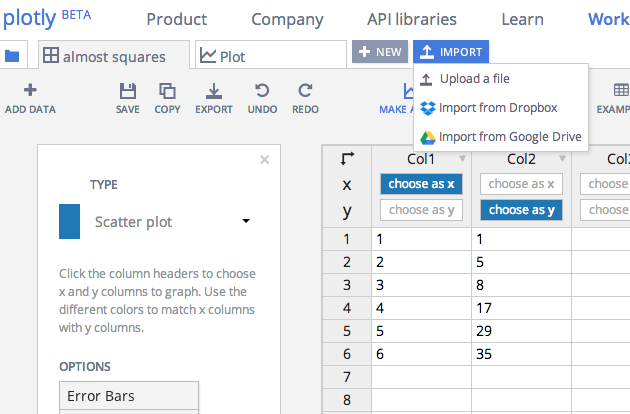 plotly BETA Product Company API libraries Learn Work
almost squares Plot + NEW IMPORT
ADD DATA SAVE COPY EXPORT UNDO REDO MAKE A EXAMP
Upload a file
Import from Dropbox
Import from Google Drive
×
TYPE
Scatter plot
Click the column headers to choose
x and y columns to graph. Use the
different colors to match x columns
with y columns.
OPTIONS
Error Bars
Col1 Col2 Col3
x choose as x choose as x choose
y choose as y choose as y choose
1 1 1
2 2 5
3 3 8
4 4 17
5 5 29
6 6 35
7
8